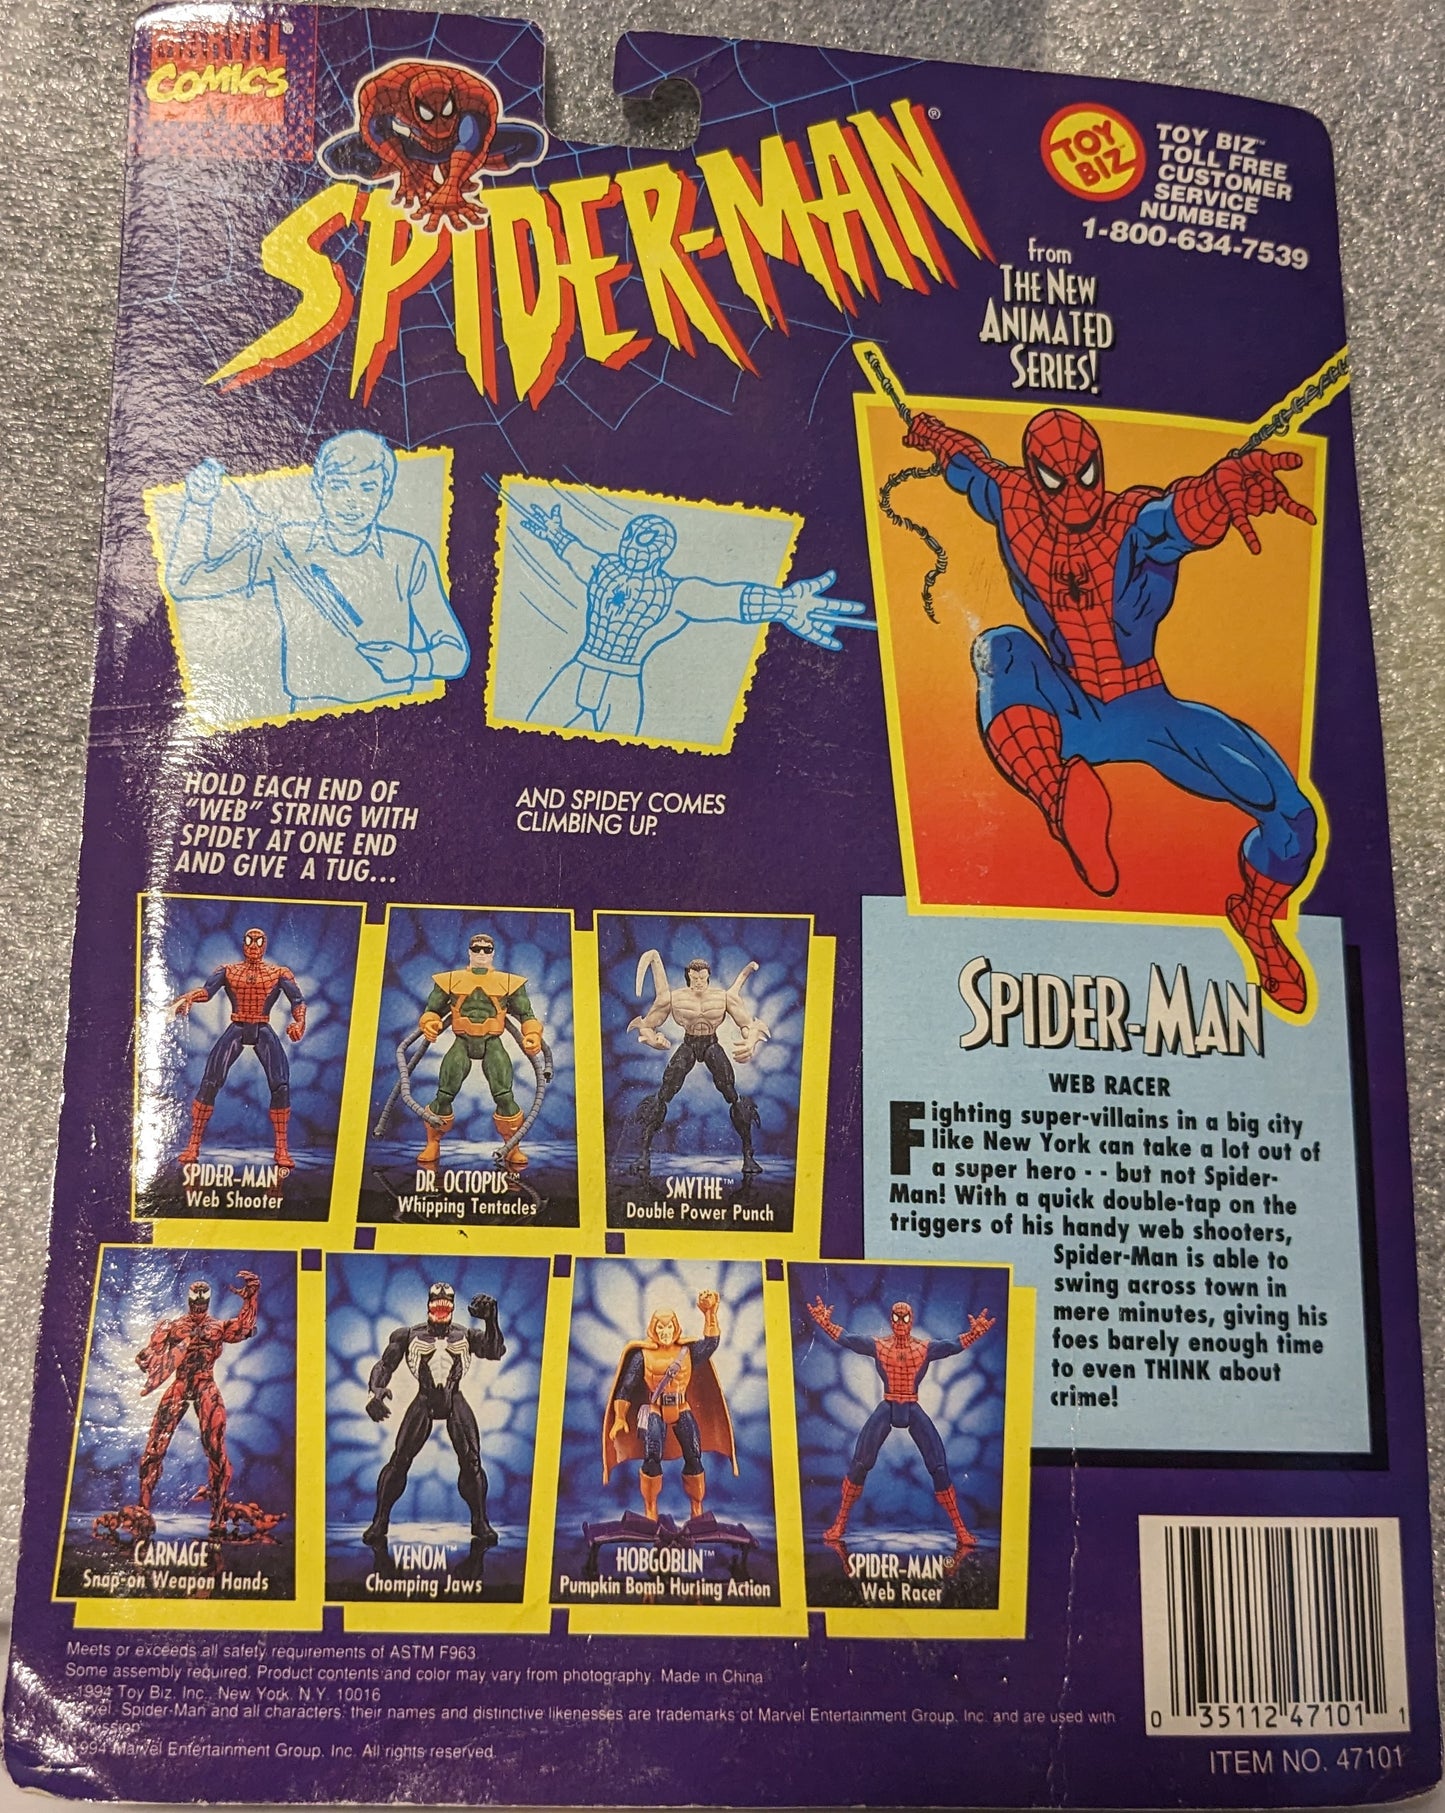 MARVEL®
COMICS
SPIDER-MAN®
TOY
BIZ
TOY BIZ™
TOLL FREE
CUSTOMER
SERVICE
NUMBER
1-800-634-7539
from
THE NEW
ANIMATED
SERIES!
HOLD EACH END OF
"WEB" STRING WITH
SPIDEY AT ONE END
AND GIVE A TUG...
AND SPIDEY COMES
CLIMBING UP.
SPIDER-MAN®
WEB RACER
Fighting super-villains in a big city
like New York can take a lot out of
a super hero - - but not Spider-
Man! With a quick double-tap on the
triggers of his handy web shooters,
Spider-Man is able to
swing across town in
mere minutes, giving his
foes barely enough time
to even THINK about
crime!
SPIDER-MAN®
Web Shooter
DR. OCTOPUS™
Whipping Tentacles
SMYTHE™
Double Power Punch
CARNAGE™
Snap-on Weapon Hands
VENOM™
Chomping Jaws
HOBGOBLIN™
Pumpkin Bomb Hurling Action
SPIDER-MAN®
Web Racer
Meets or exceeds all safety requirements of ASTM F963
Some assembly required. Product contents and color may vary from photography. Made in China
1994 Toy Biz, Inc., New York, N.Y. 10016
Spider-Man and all characters: their names and distinctive likenesses are trademarks of Marvel Entertainment Group, Inc. and are used with
1994 Marvel Entertainment Group, Inc. All rights reserved.
0 35112 47101 1
ITEM NO. 47101